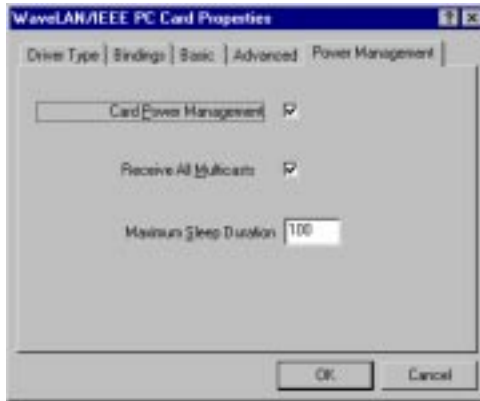 WaveLAN/IEEE PC Card Properties
? ×
Driver Type Bindings Basic Advanced Power Management
Card Power Management
Receive All Multicasts
Maximum Sleep Duration 100
OK Cancel